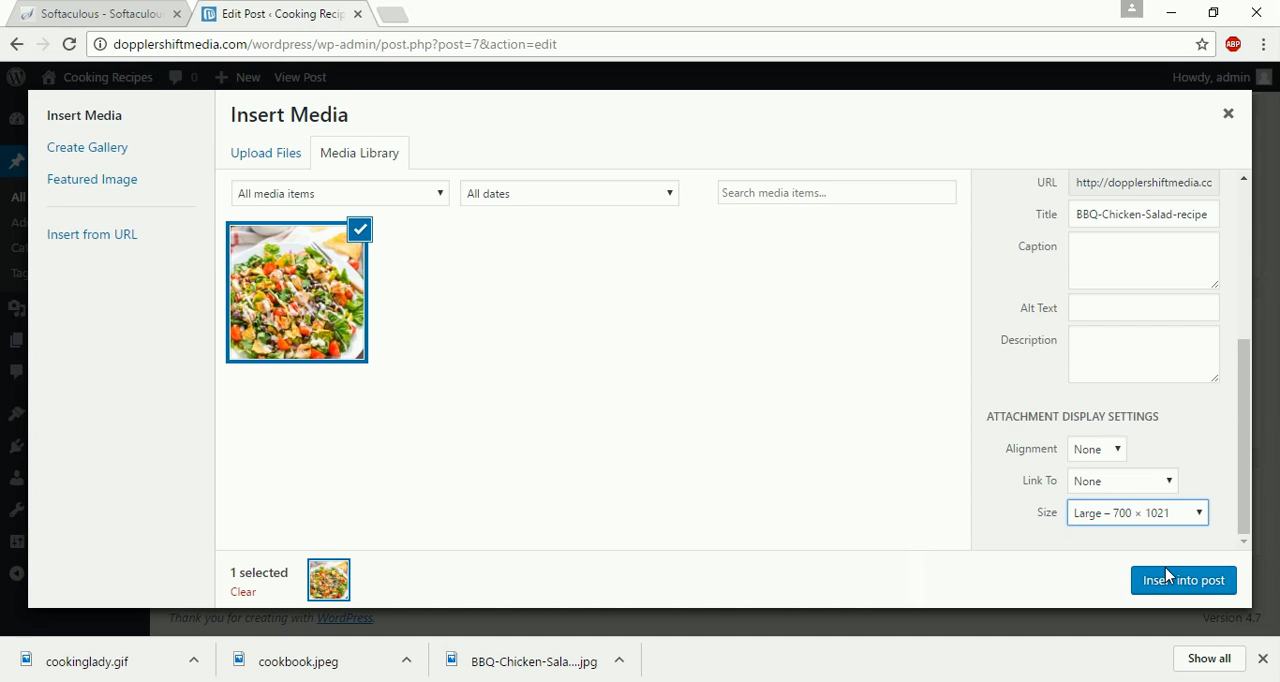 Softaculous - Softaculou
Edit Post ‹ Cooking Recip
dopplershiftmedia.com/wordpress/wp-admin/post.php?post=7&action=edit
ABP
Cooking Recipes 0 New View Post
Howdy, admin
Insert Media
Create Gallery
Featured Image
Insert from URL
All
Ad
Cat
Tag
Insert Media
Upload Files
Media Library
All media items
All dates
Search media items...
URL http://dopplershiftmedia.cc
Title BBQ-Chicken-Salad-recipe
Caption
Alt Text
Description
ATTACHMENT DISPLAY SETTINGS
Alignment None
Link To None
Size Large – 700 × 1021
1 selected
Clear
Insert into post
Thank you for creating with WordPress.
Version 4.7
cookinglady.gif
cookbook.jpeg
BBQ-Chicken-Sala....jpg
Show all